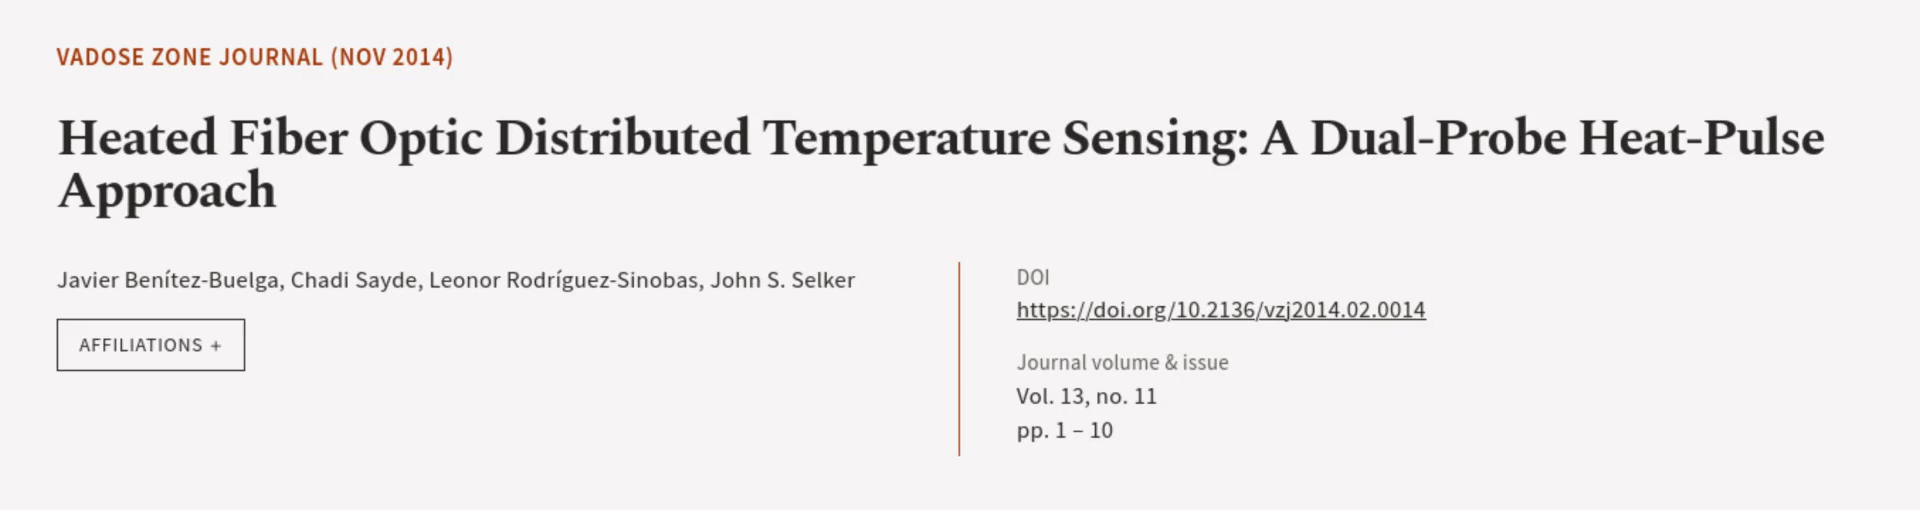 VADOSE ZONE JOURNAL (NOV 2014)
Heated Fiber Optic Distributed Temperature Sensing: A Dual-Probe Heat-Pulse
Approach
Javier Benítez-Buelga, Chadi Sayde, Leonor Rodríguez-Sinobas, John S. Selker
AFFILIATIONS +
DOI
https://doi.org/10.2136/vzj2014.02.0014
Journal volume & issue
Vol. 13, no. 11
pp. 1 – 10